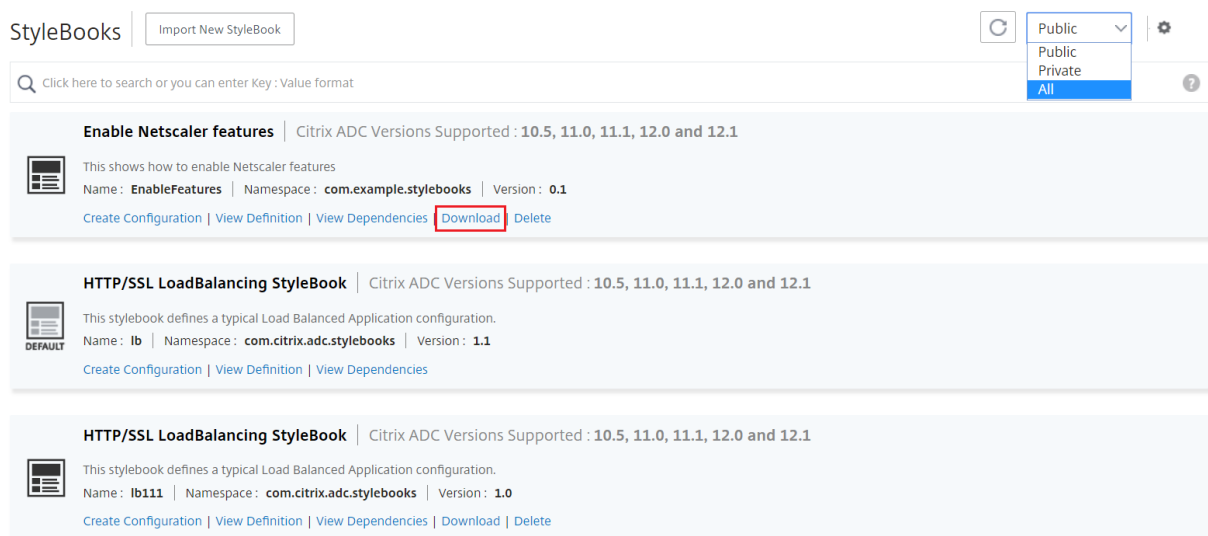 StyleBooks Import New StyleBook Public
Public
Private
All
Click here to search or you can enter Key : Value format ?
Enable Netscaler features | Citrix ADC Versions Supported : 10.5, 11.0, 11.1, 12.0 and 12.1
This shows how to enable Netscaler features
Name : EnableFeatures | Namespace : com.example.stylebooks | Version : 0.1
Create Configuration | View Definition | View Dependencies | Download | Delete
HTTP/SSL LoadBalancing StyleBook | Citrix ADC Versions Supported : 10.5, 11.0, 11.1, 12.0 and 12.1
This stylebook defines a typical Load Balanced Application configuration.
DEFAULT
Name : lb | Namespace : com.citrix.adc.stylebooks | Version : 1.1
Create Configuration | View Definition | View Dependencies
HTTP/SSL LoadBalancing StyleBook | Citrix ADC Versions Supported : 10.5, 11.0, 11.1, 12.0 and 12.1
This stylebook defines a typical Load Balanced Application configuration.
Name : lb111 | Namespace : com.citrix.adc.stylebooks | Version : 1.0
Create Configuration | View Definition | View Dependencies | Download | Delete